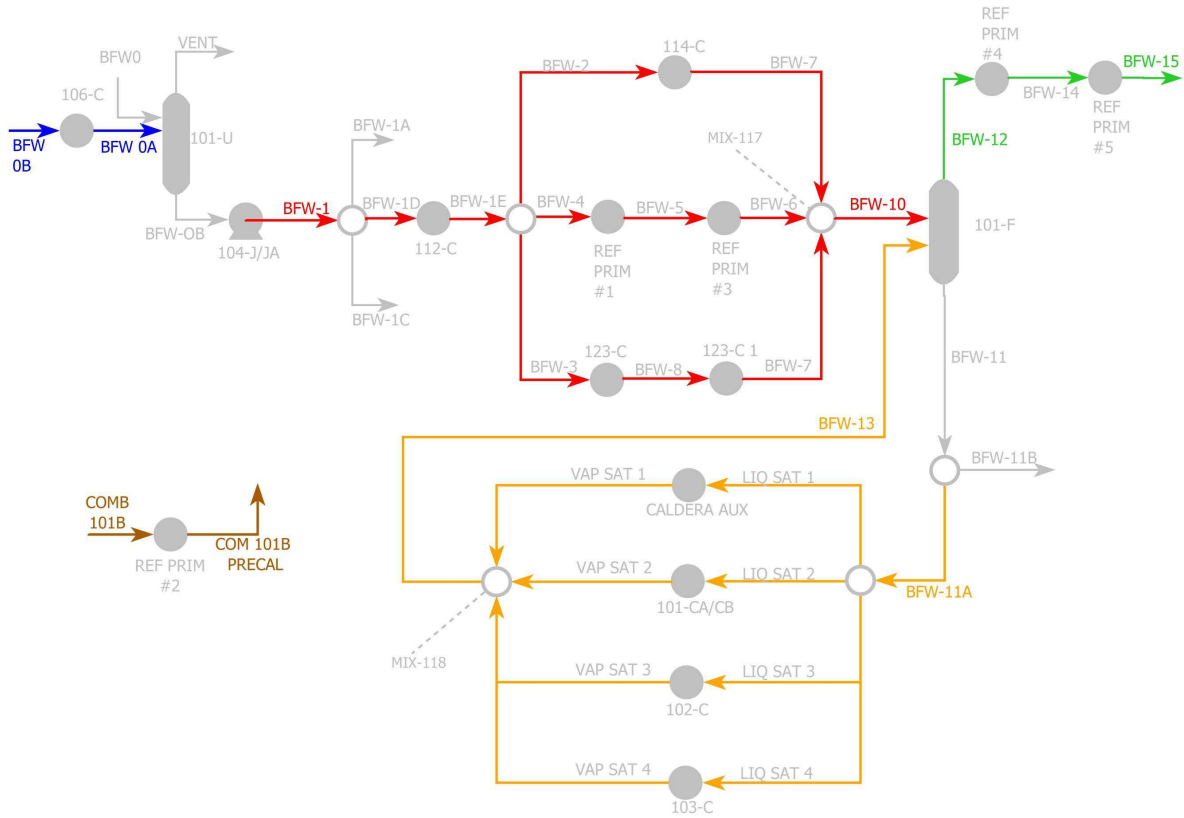 VENT
BFW0
106-C
BFW
0B
BFW 0A
101-U
BFW-OB
BFW-1
104-J/JA
BFW-1A
BFW-1D
BFW-1C
BFW-1E
112-C
BFW-2
114-C
BFW-7
MIX-117
BFW-4
REF
PRIM
#1
BFW-5
REF
PRIM
#3
BFW-6
BFW-3
123-C
BFW-8
123-C 1
BFW-7
BFW-10
101-F
BFW-12
REF
PRIM
#4
BFW-14
REF
PRIM
#5
BFW-15
BFW-11
BFW-11B
BFW-13
BFW-11A
VAP SAT 1
CALDERA AUX
LIQ SAT 1
VAP SAT 2
101-CA/CB
LIQ SAT 2
MIX-118
VAP SAT 3
102-C
LIQ SAT 3
VAP SAT 4
103-C
LIQ SAT 4
COMB
101B
REF PRIM
#2
COM 101B
PRECAL